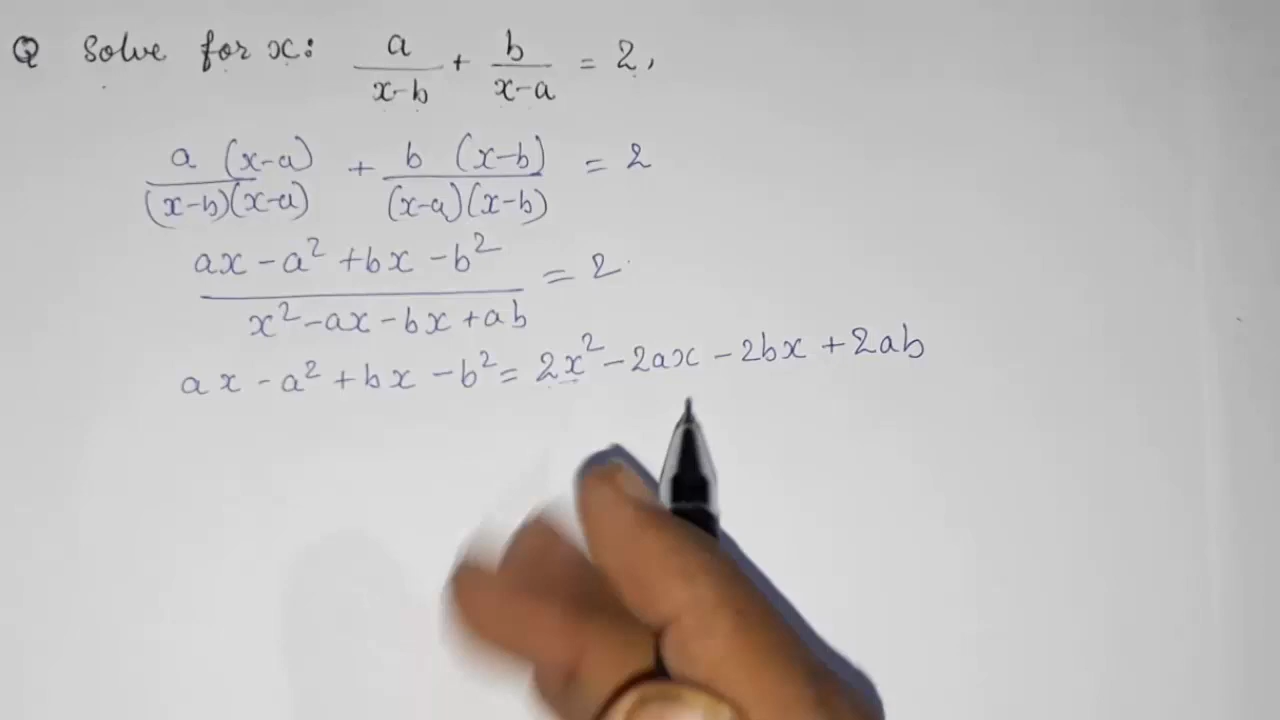 Q Solve for x: a/(x-b) + b/(x-a) = 2,
a (x-a)/(x-b)(x-a) + b (x-b)/(x-a)(x-b) = 2
(ax - a² + bx - b²)/(x² - ax - bx + ab) = 2
ax - a² + bx - b² = 2x² - 2ax - 2bx + 2ab